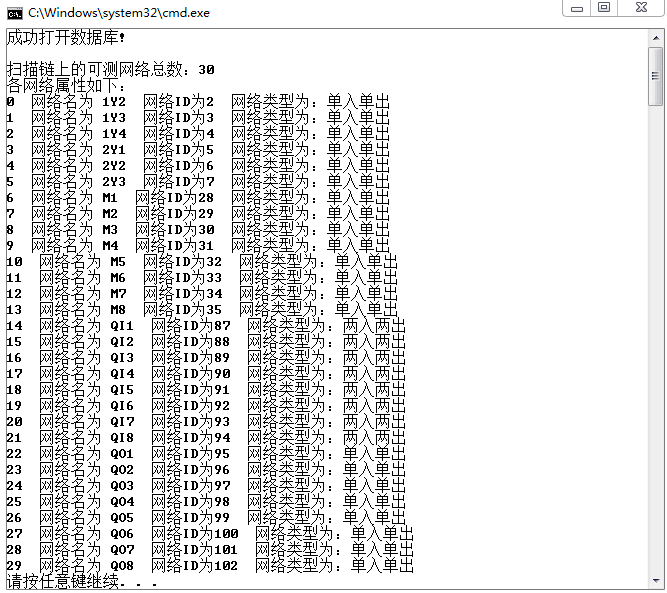 C:\Windows\system32\cmd.exe
成功打开数据库!
扫描链上的可测网络总数: 30
各网络属性如下:
0  网络名为 1Y2  网络ID为2  网络类型为: 单入单出
1  网络名为 1Y3  网络ID为3  网络类型为: 单入单出
2  网络名为 1Y4  网络ID为4  网络类型为: 单入单出
3  网络名为 2Y1  网络ID为5  网络类型为: 单入单出
4  网络名为 2Y2  网络ID为6  网络类型为: 单入单出
5  网络名为 2Y3  网络ID为7  网络类型为: 单入单出
6  网络名为 M1  网络ID为28  网络类型为: 单入单出
7  网络名为 M2  网络ID为29  网络类型为: 单入单出
8  网络名为 M3  网络ID为30  网络类型为: 单入单出
9  网络名为 M4  网络ID为31  网络类型为: 单入单出
10  网络名为 M5  网络ID为32  网络类型为: 单入单出
11  网络名为 M6  网络ID为33  网络类型为: 单入单出
12  网络名为 M7  网络ID为34  网络类型为: 单入单出
13  网络名为 M8  网络ID为35  网络类型为: 单入单出
14  网络名为 QI1  网络ID为87  网络类型为: 两入两出
15  网络名为 QI2  网络ID为88  网络类型为: 两入两出
16  网络名为 QI3  网络ID为89  网络类型为: 两入两出
17  网络名为 QI4  网络ID为90  网络类型为: 两入两出
18  网络名为 QI5  网络ID为91  网络类型为: 两入两出
19  网络名为 QI6  网络ID为92  网络类型为: 两入两出
20  网络名为 QI7  网络ID为93  网络类型为: 两入两出
21  网络名为 QI8  网络ID为94  网络类型为: 两入两出
22  网络名为 QO1  网络ID为95  网络类型为: 单入单出
23  网络名为 QO2  网络ID为96  网络类型为: 单入单出
24  网络名为 QO3  网络ID为97  网络类型为: 单入单出
25  网络名为 QO4  网络ID为98  网络类型为: 单入单出
26  网络名为 QO5  网络ID为99  网络类型为: 单入单出
27  网络名为 QO6  网络ID为100  网络类型为: 单入单出
28  网络名为 QO7  网络ID为101  网络类型为: 单入单出
29  网络名为 QO8  网络ID为102  网络类型为: 单入单出
请按任意键继续. . .